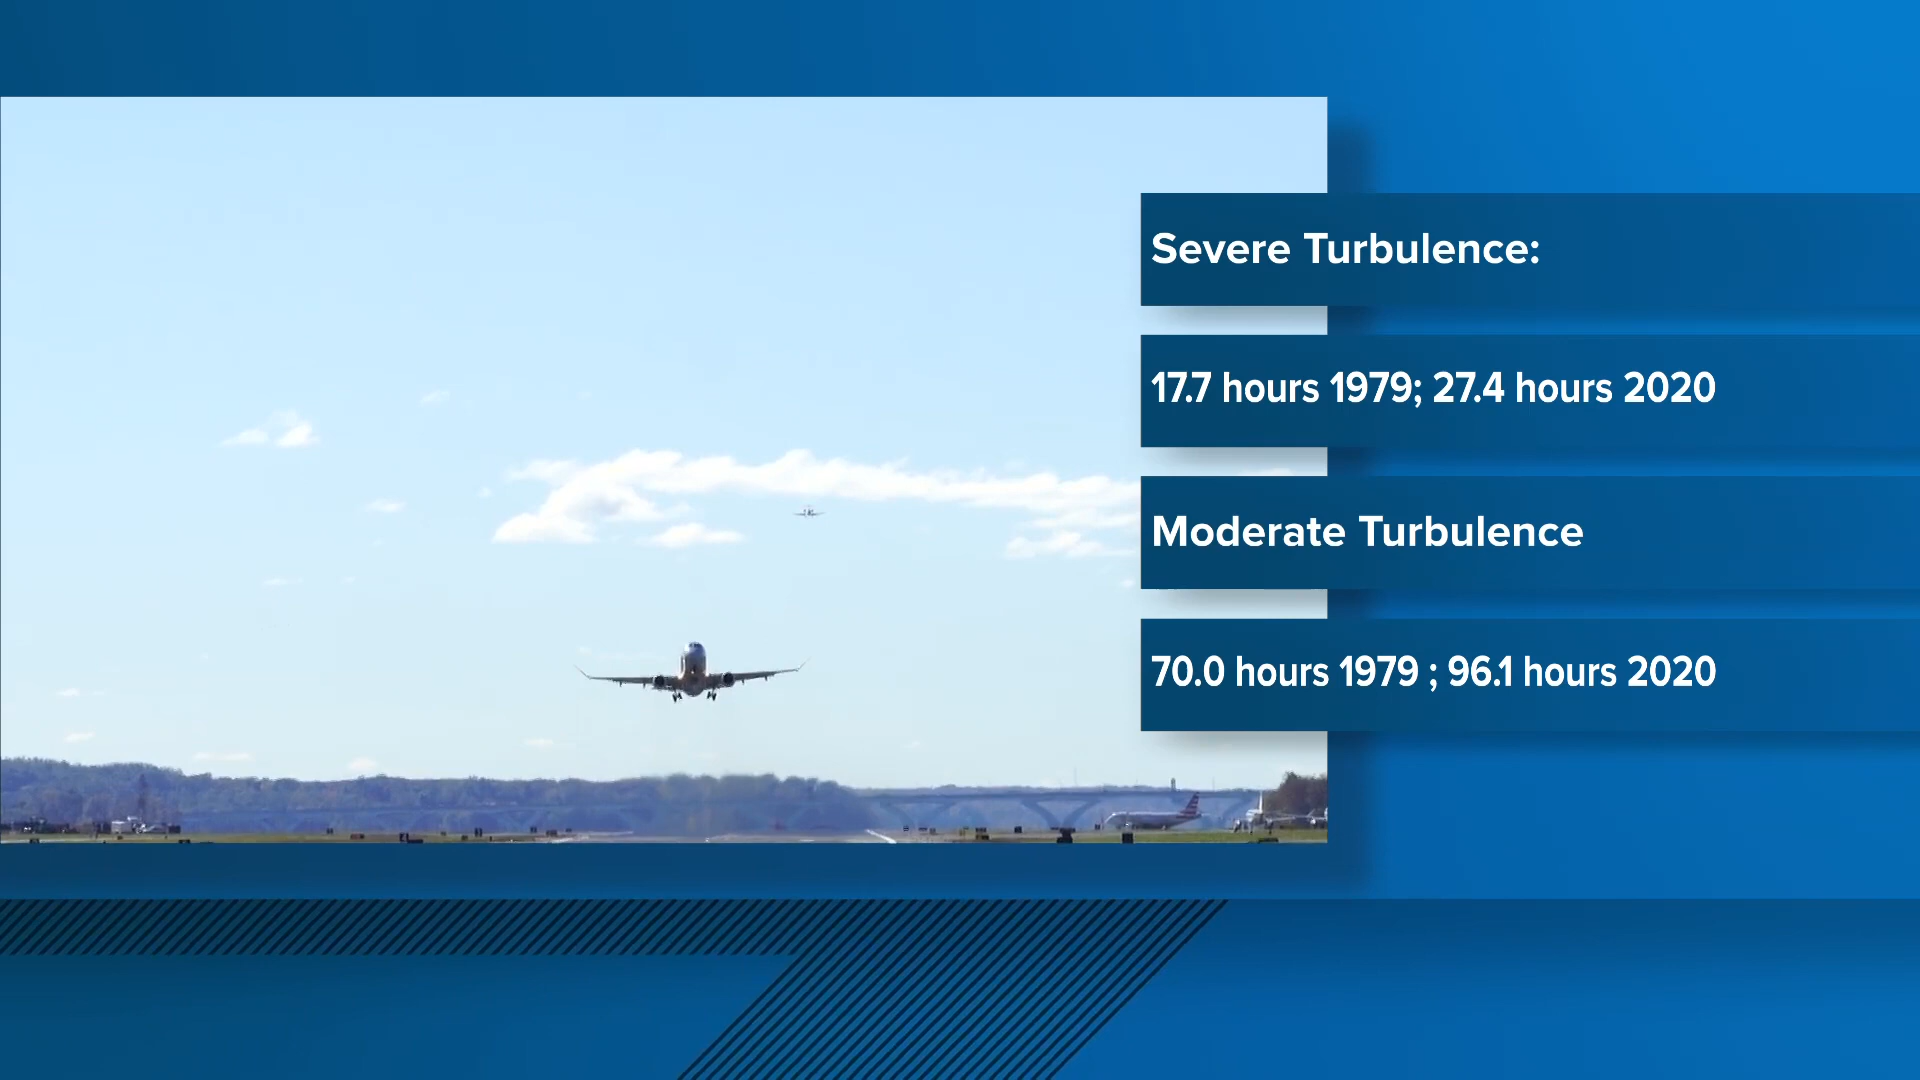 Severe Turbulence:
17.7 hours 1979; 27.4 hours 2020
Moderate Turbulence
70.0 hours 1979 ; 96.1 hours 2020